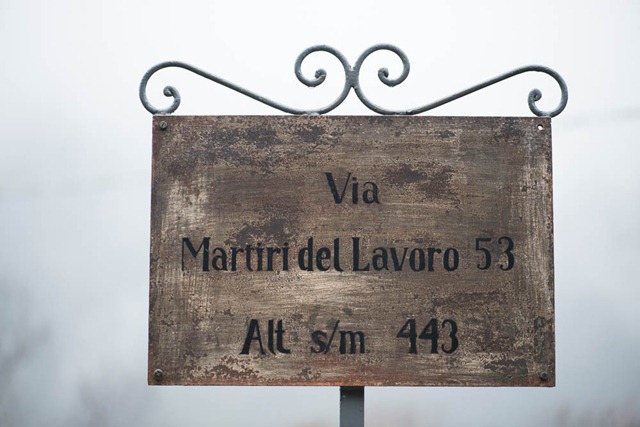 Via
Martiri del Lavoro 53
Alt s/m 443